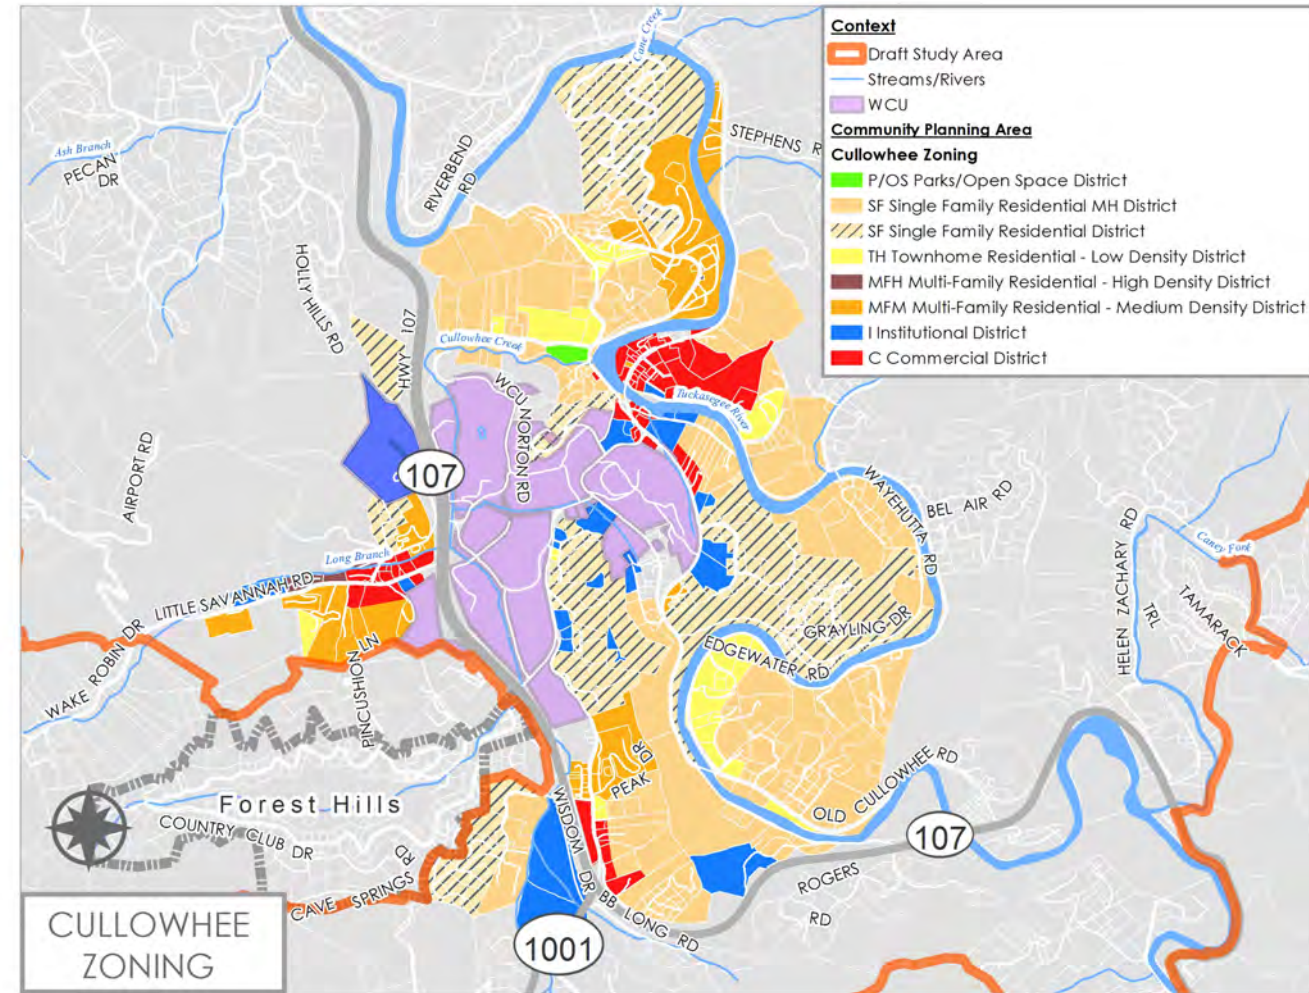 Context
Draft Study Area
Streams/Rivers
WCU
Community Planning Area
Cullowhee Zoning
P/OS Parks/Open Space District
SF Single Family Residential MH District
SF Single Family Residential District
TH Townhome Residential - Low Density District
MFH Multi-Family Residential - High Density District
MFM Multi-Family Residential - Medium Density District
I Institutional District
C Commercial District
Cane Creek
Ash Branch
PECAN
DR
RIVERBEND
RD
STEPHENS R
HOLLY HILLS RD
HWY 107
Cullowhee Creek
WCU NORTON RD
Tuckasegee River
107
AIRPORT RD
WAYEHUTTA RD
BEL AIR RD
HELEN ZACHARY RD
TRL
Caney Fork
TAMARACK
Long Branch
LITTLE SAVANNAH RD
WAKE ROBIN DR
PINCUSHION LN
GRAYLING DR
EDGEWATER RD
PEAK DR
OLD CULLOWHEE RD
107
Forest Hills
COUNTRY CLUB DR
WISDOM DR
CAVE SPRINGS RD
BB LONG RD
ROGERS
RD
1001
CULLOWHEE
ZONING